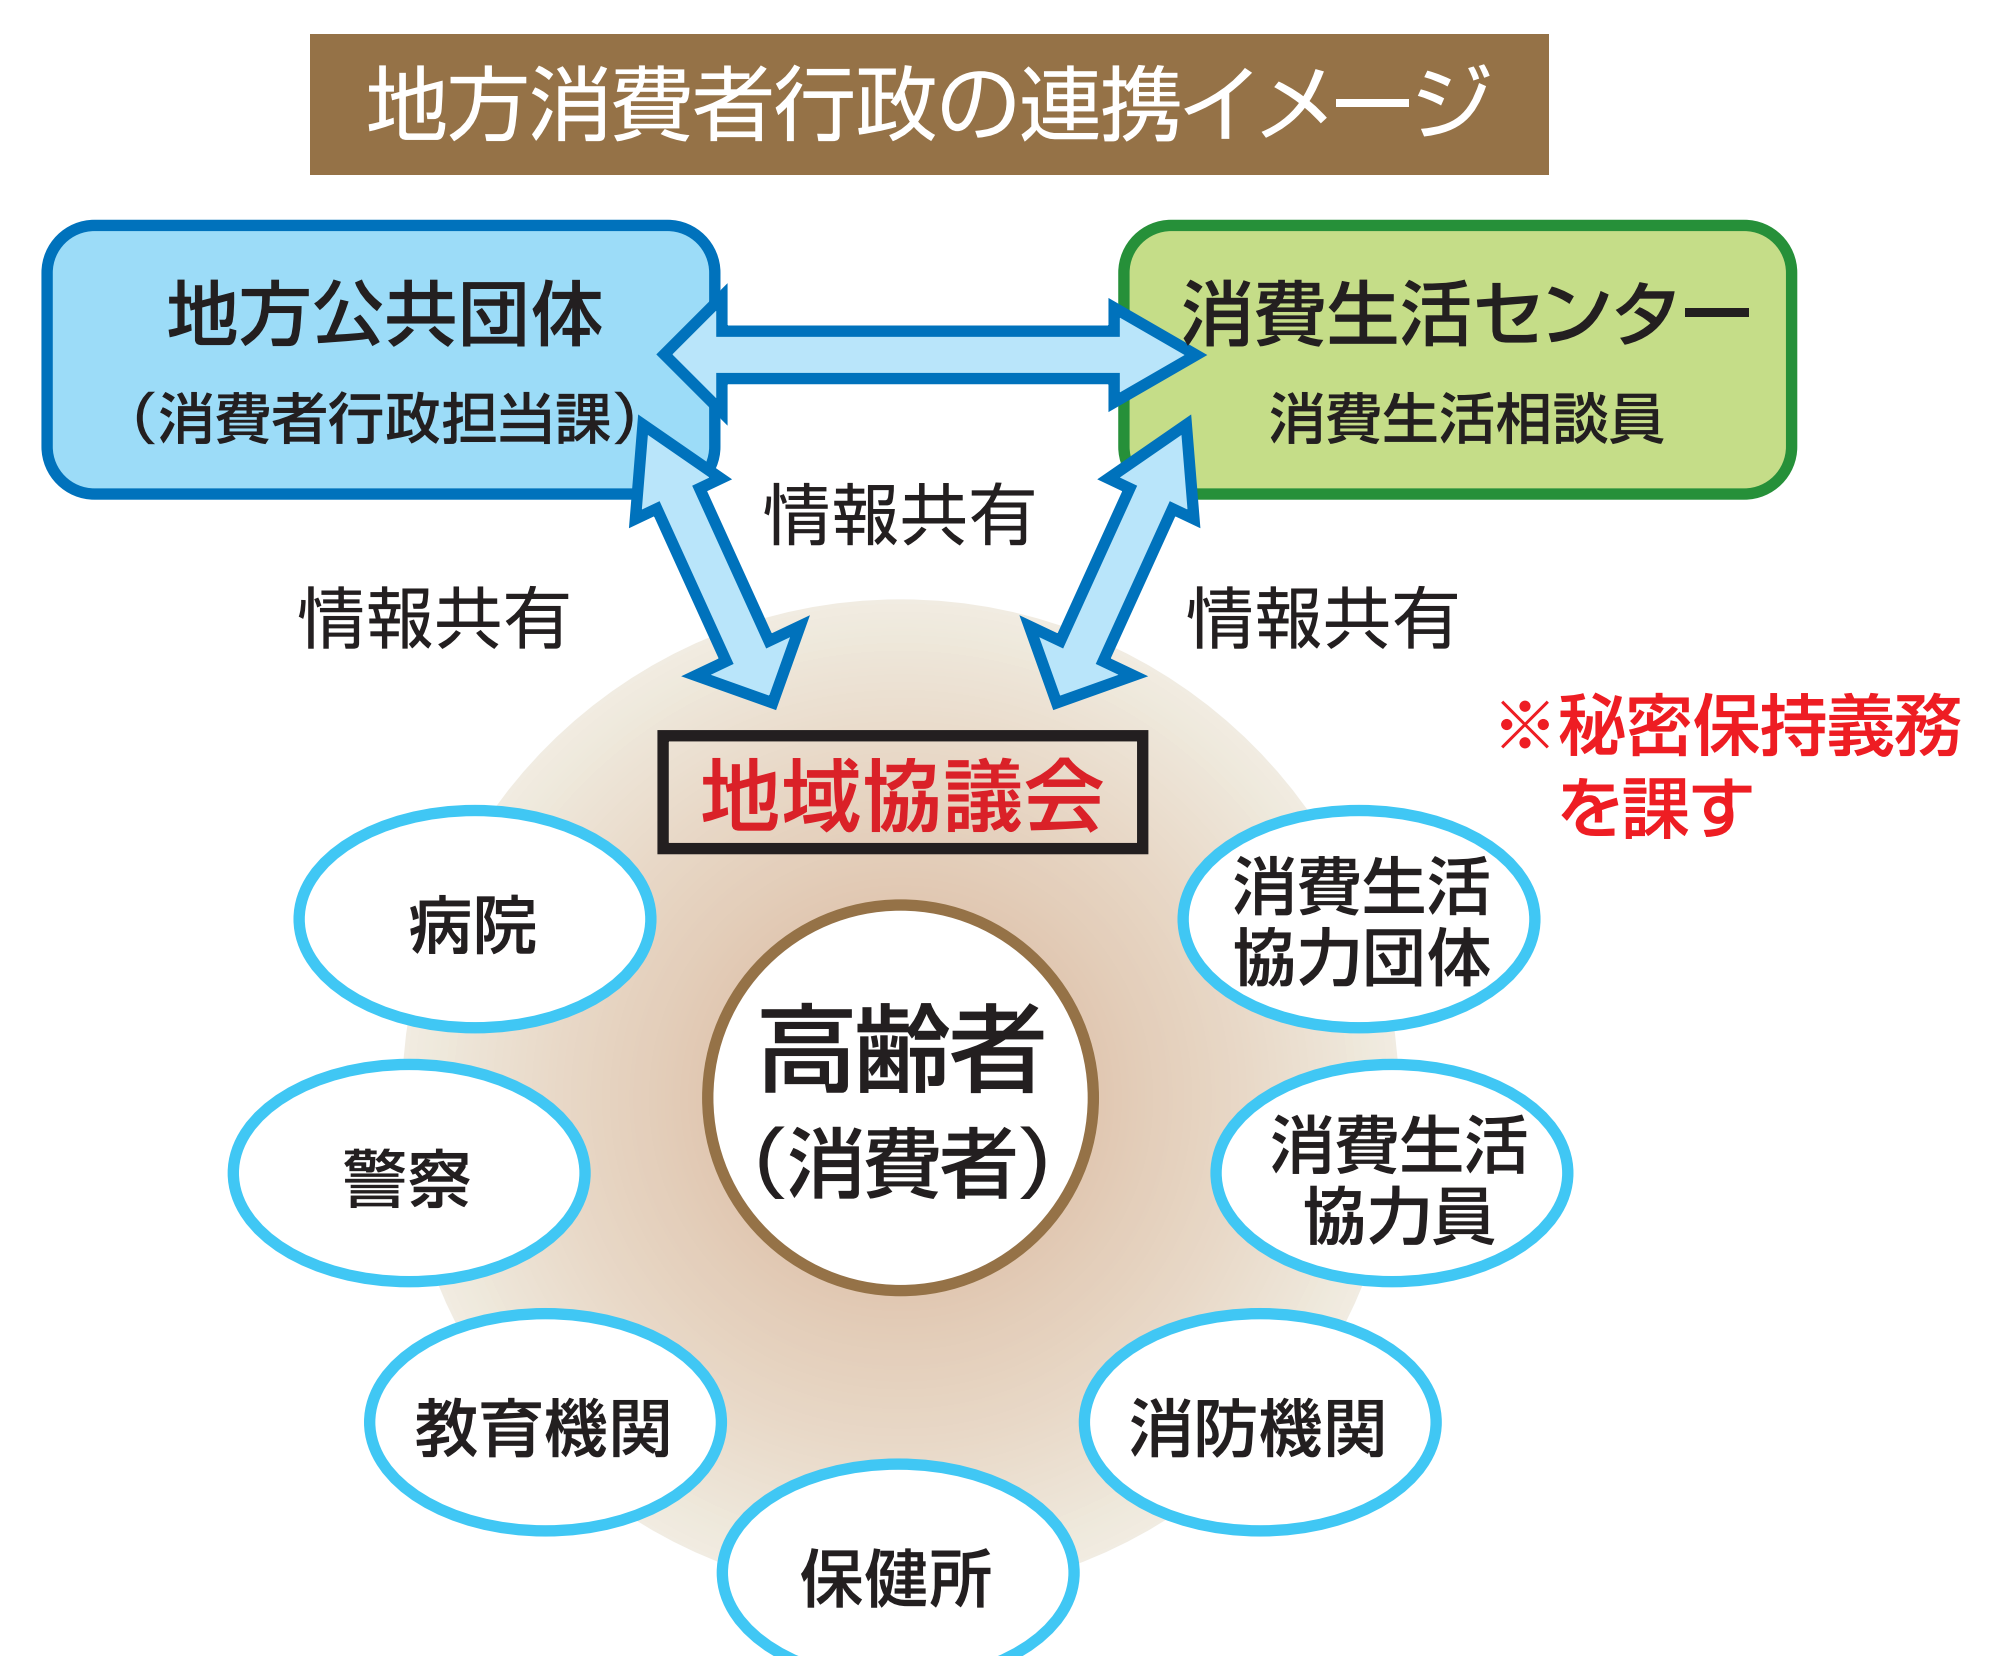 地方消費者行政の連携イメージ
地方公共団体
（消費者行政担当課）
消費生活センター
消費生活相談員
情報共有
情報共有
情報共有
※秘密保持義務
を課す
地域協議会
病院
消費生活
協力団体
高齢者
（消費者）
警察
消費生活
協力員
教育機関
消防機関
保健所